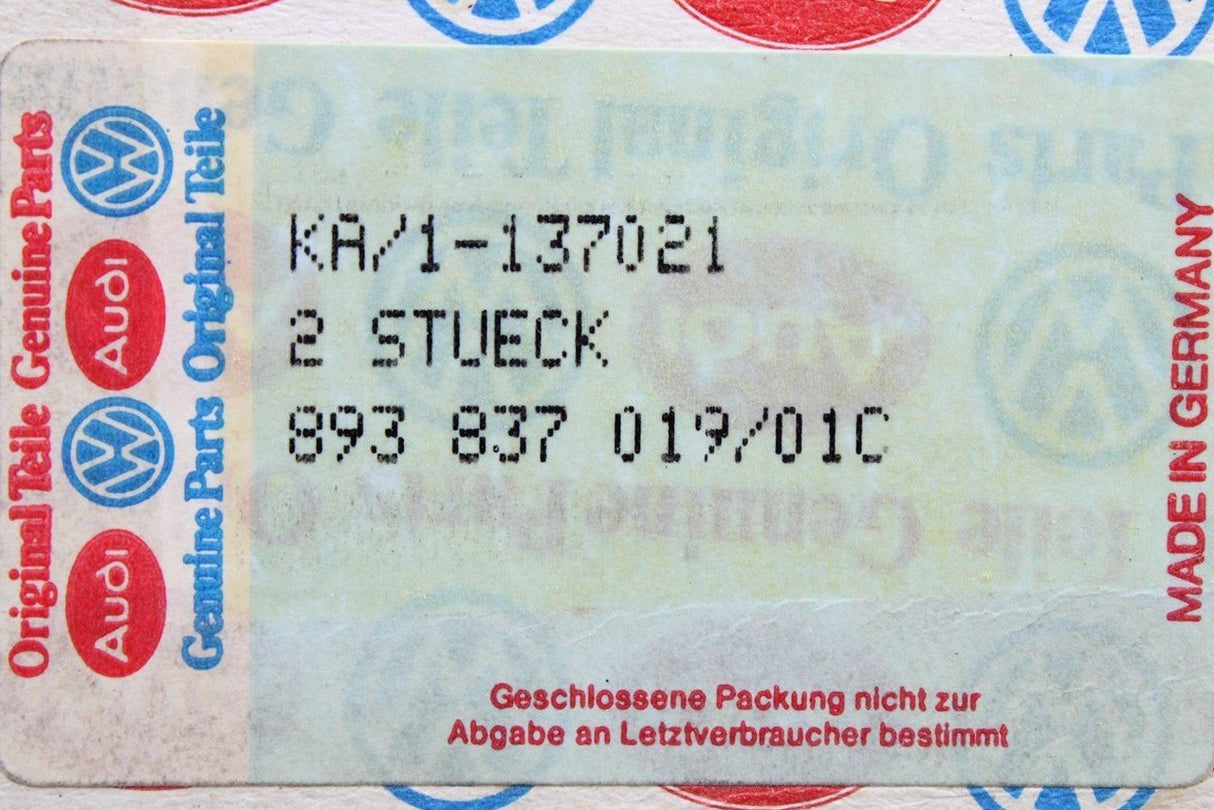 Original Teile Genuine Parts
Audi Audi
Genuine Parts Original Teile
KA/1-137021
2 STUECK
893 837 019/01C
Geschlossene Packung nicht zur
Abgabe an Letztverbraucher bestimmt
MADE IN GERMANY